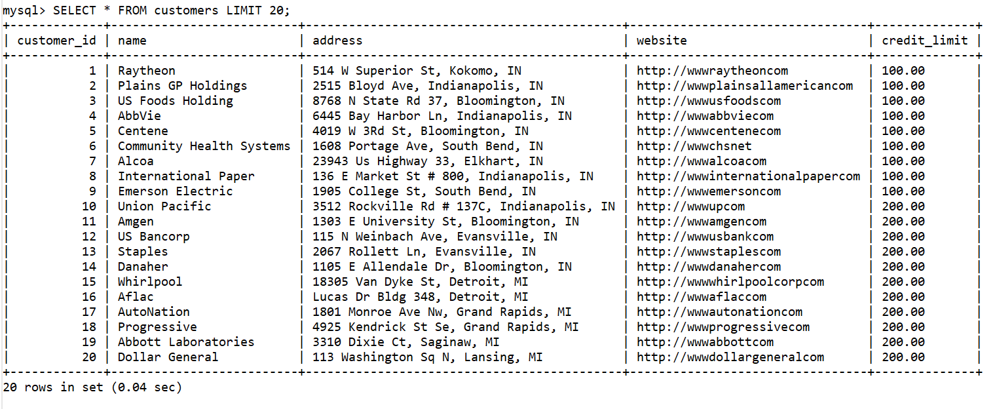 mysql> SELECT * FROM customers LIMIT 20;
+-------------+--------------------------+--------------------------------------------+---------------------------------+--------------+
| customer_id | name                     | address                                    | website                         | credit_limit |
+-------------+--------------------------+--------------------------------------------+---------------------------------+--------------+
|           1 | Raytheon                 | 514 W Superior St, Kokomo, IN              | http://wwwraytheoncom           | 100.00       |
|           2 | Plains GP Holdings       | 2515 Bloyd Ave, Indianapolis, IN           | http://wwwplainsallamericancom  | 100.00       |
|           3 | US Foods Holding         | 8768 N State Rd 37, Bloomington, IN        | http://wwwusfoodscom            | 100.00       |
|           4 | AbbVie                   | 6445 Bay Harbor Ln, Indianapolis, IN       | http://wwwabbviecom             | 100.00       |
|           5 | Centene                  | 4019 W 3Rd St, Bloomington, IN             | http://wwwcentenecom            | 100.00       |
|           6 | Community Health Systems | 1608 Portage Ave, South Bend, IN           | http://wwwchsnet                | 100.00       |
|           7 | Alcoa                    | 23943 Us Highway 33, Elkhart, IN           | http://wwwalcoacom              | 100.00       |
|           8 | International Paper      | 136 E Market St # 800, Indianapolis, IN    | http://wwwinternationalpapercom | 100.00       |
|           9 | Emerson Electric         | 1905 College St, South Bend, IN            | http://wwwemersoncom            | 100.00       |
|          10 | Union Pacific            | 3512 Rockville Rd # 137C, Indianapolis, IN | http://wwwupcom                 | 200.00       |
|          11 | Amgen                    | 1303 E University St, Bloomington, IN      | http://wwwamgencom              | 200.00       |
|          12 | US Bancorp               | 115 N Weinbach Ave, Evansville, IN         | http://wwwusbankcom             | 200.00       |
|          13 | Staples                  | 2067 Rollett Ln, Evansville, IN            | http://wwwstaplescom            | 200.00       |
|          14 | Danaher                  | 1105 E Allendale Dr, Bloomington, IN       | http://wwwdanahercom            | 200.00       |
|          15 | Whirlpool                | 18305 Van Dyke St, Detroit, MI             | http://wwwwhirlpoolcorpcom      | 200.00       |
|          16 | Aflac                    | Lucas Dr Bldg 348, Detroit, MI             | http://wwwaflaccom              | 200.00       |
|          17 | AutoNation               | 1801 Monroe Ave Nw, Grand Rapids, MI       | http://wwwautonationcom         | 200.00       |
|          18 | Progressive              | 4925 Kendrick St Se, Grand Rapids, MI      | http://wwwprogressivecom        | 200.00       |
|          19 | Abbott Laboratories      | 3310 Dixie Ct, Saginaw, MI                 | http://wwwabbottcom             | 200.00       |
|          20 | Dollar General           | 113 Washington Sq N, Lansing, MI           | http://wwwdollargeneralcom      | 200.00       |
+-------------+--------------------------+--------------------------------------------+---------------------------------+--------------+
20 rows in set (0.04 sec)